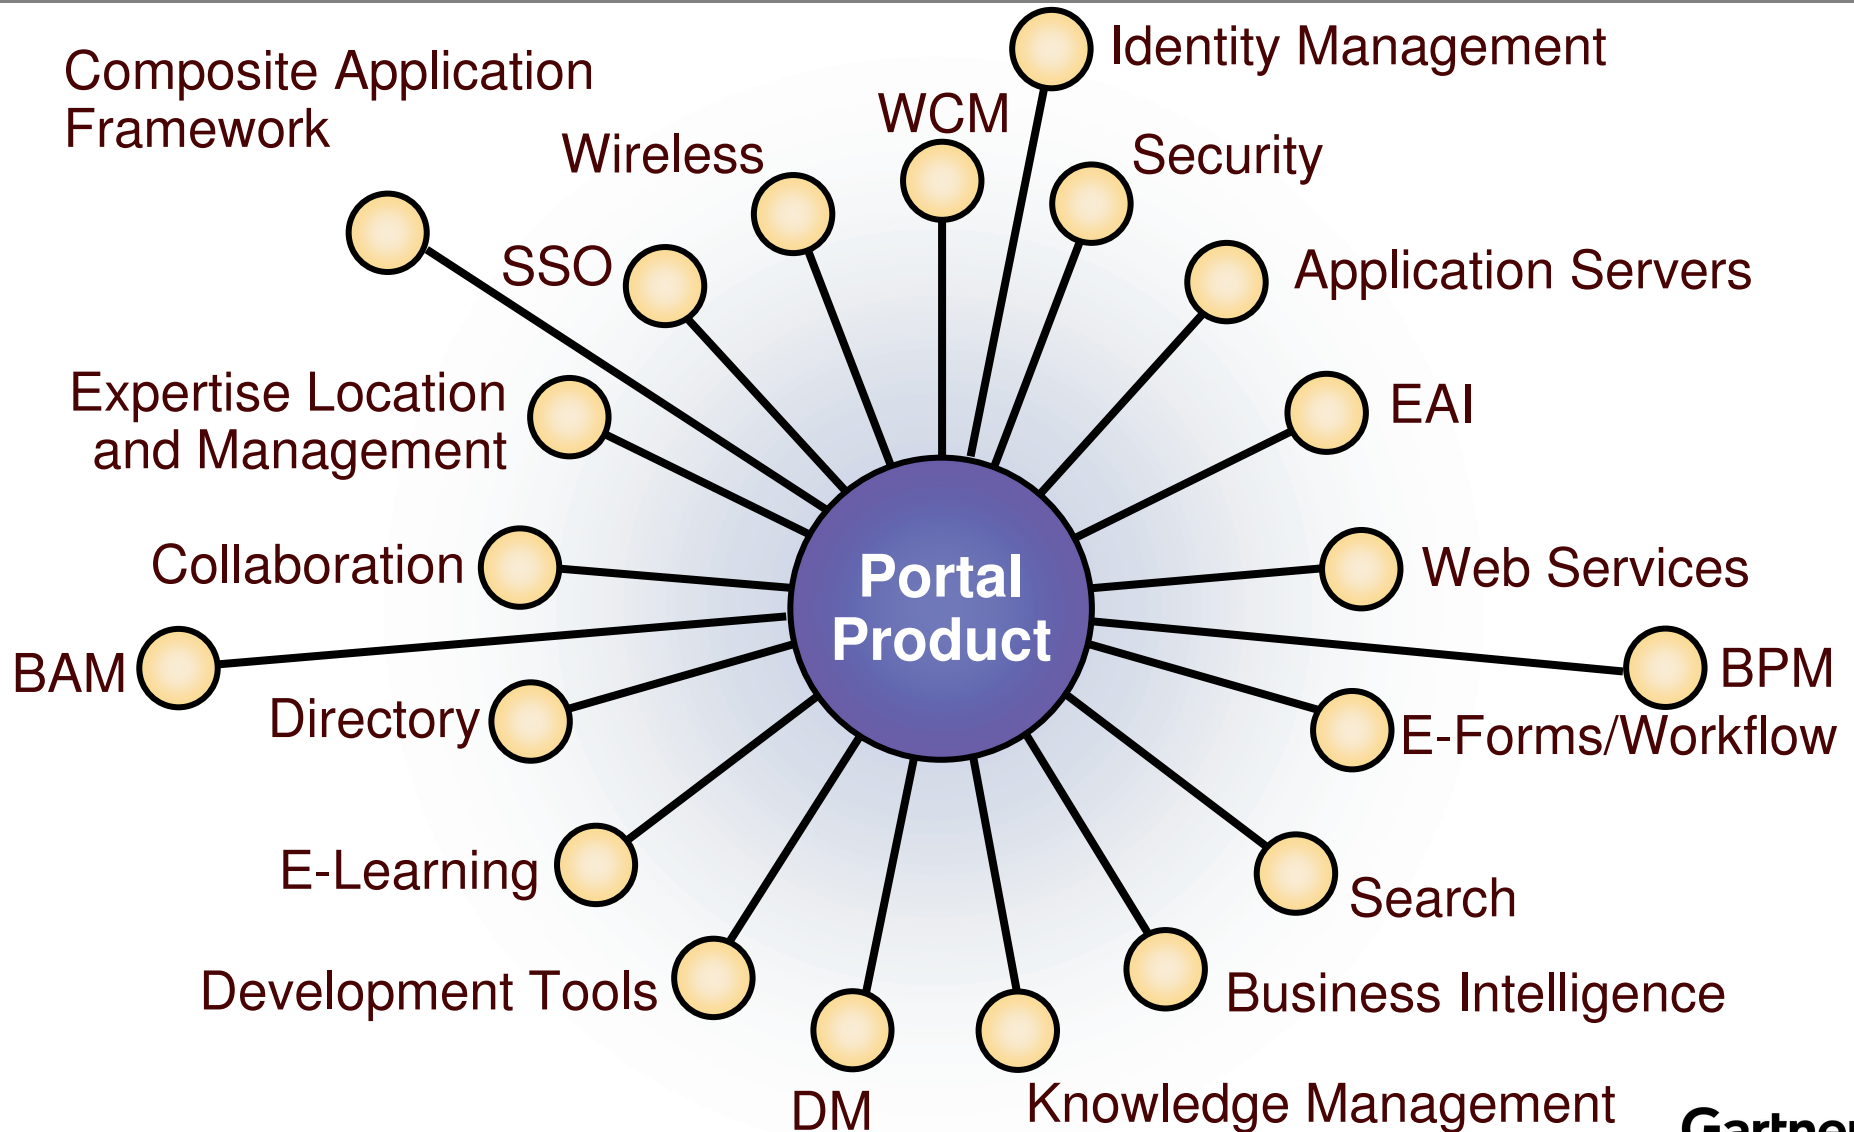 Identity Management
Composite Application
Framework
WCM
Wireless
Security
SSO
Application Servers
Expertise Location
and Management
EAI
Collaboration
Portal
Product
Web Services
BAM
BPM
Directory
E-Forms/Workflow
E-Learning
Search
Development Tools
Business Intelligence
DM
Knowledge Management
Gartner